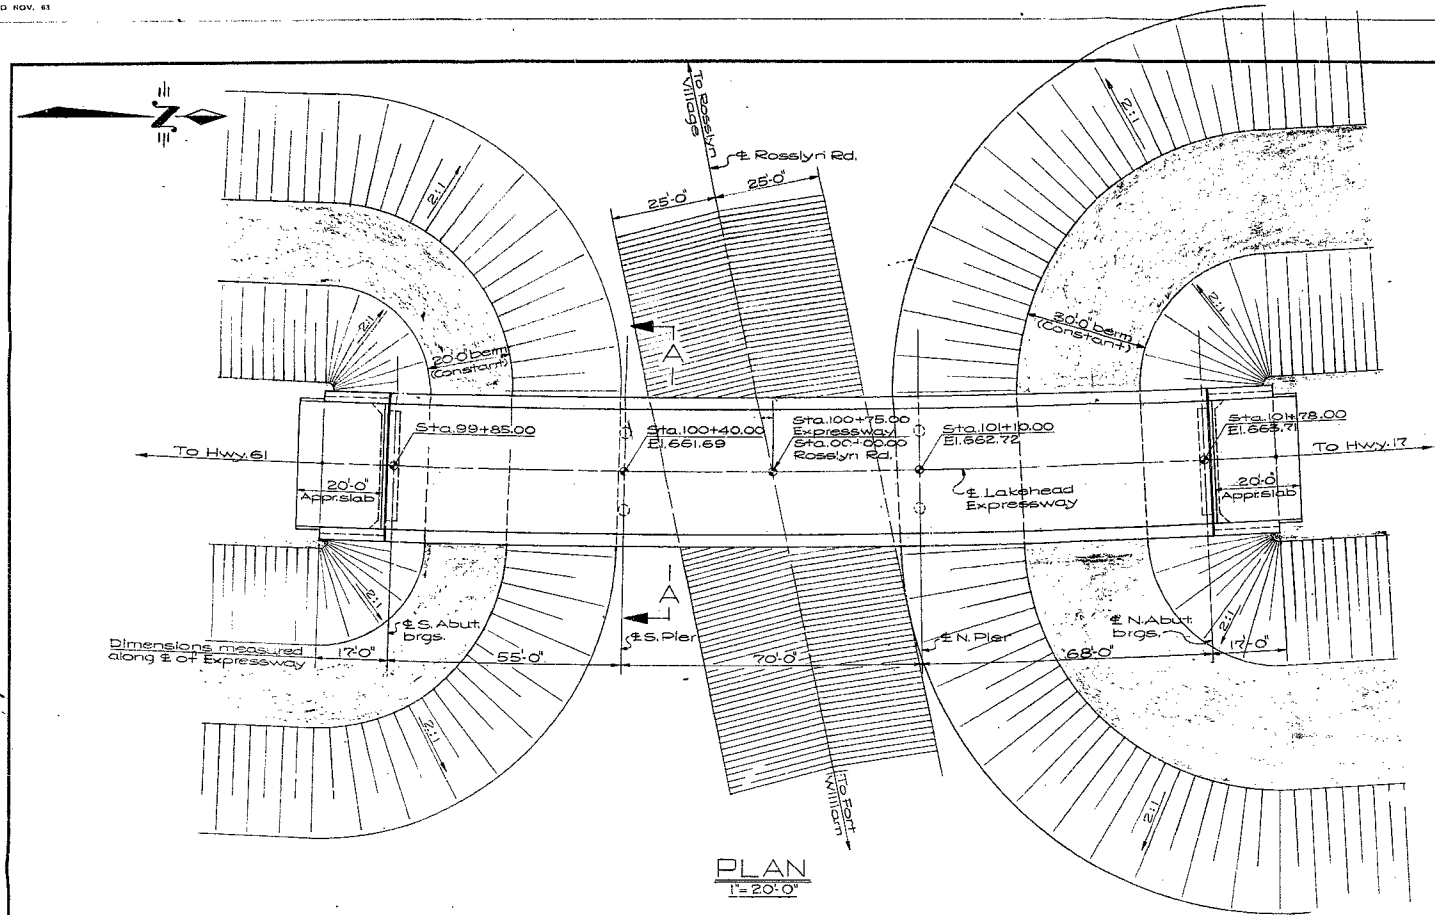 D NOV. 63
N
To Rosslyn
Village
℄ Rosslyn Rd.
25'-0"
25'-0"
2:1
2:1
2:1
2:1
A
20'-0" berm
(Constant)
30'-0" berm
(Constant)
Sta. 99+85.00
Sta. 100+40.00
El. 661.69
Sta. 100+75.00
Expressway
Sta. 00+00.00
Rosslyn Rd.
Sta. 101+10.00
El. 662.72
Sta. 101+78.00
El. 663.71
To Hwy. 61
To Hwy. 17
20'-0"
Appr. slab
℄ Lakehead
Expressway
20'-0"
Appr. slab
2:1
A
2:1
℄ S. Abut.
brgs.
℄ S. Pier
℄ N. Pier
℄ N. Abut.
brgs.
Dimensions measured
along ℄ of Expressway
17'-0"
55'-0"
70'-0"
68'-0"
17'-0"
2:1
2:1
To Fort
William
PLAN
1"=20'-0"